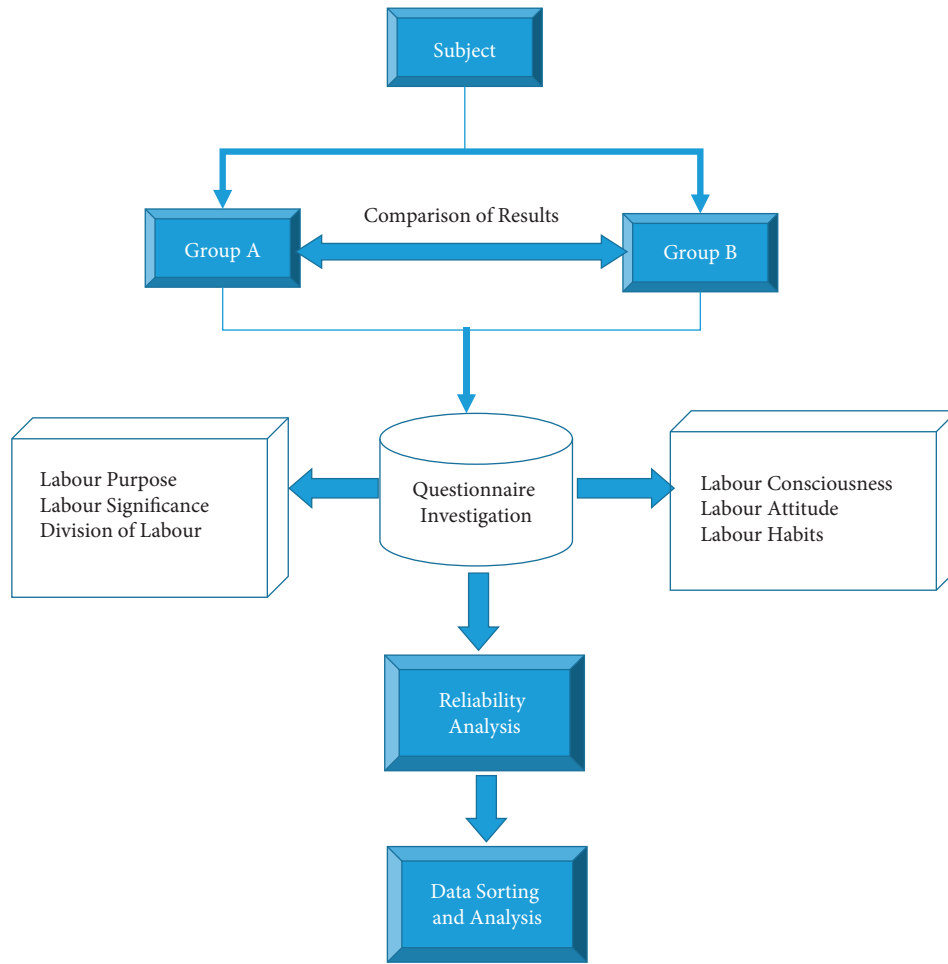 Subject
Comparison of Results
Group A
Group B
Labour Purpose
Labour Significance
Division of Labour
Questionnaire
Investigation
Labour Consciousness
Labour Attitude
Labour Habits
Reliability
Analysis
Data Sorting
and Analysis